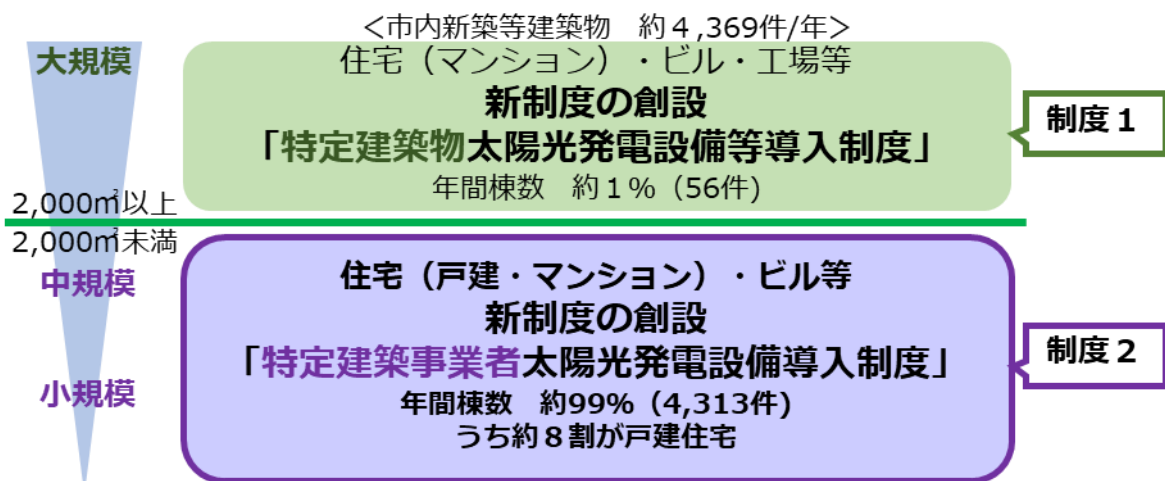 <市内新築等建築物　約４,369件/年>
大規模
住宅（マンション）・ビル・工場等
新制度の創設
「特定建築物太陽光発電設備等導入制度」
年間棟数　約１％（56件)
制度１
2,000㎡以上
2,000㎡未満
中規模
小規模
住宅（戸建・マンション）・ビル等
新制度の創設
「特定建築事業者太陽光発電設備導入制度」
年間棟数　約99％（4,313件)
うち約８割が戸建住宅
制度２